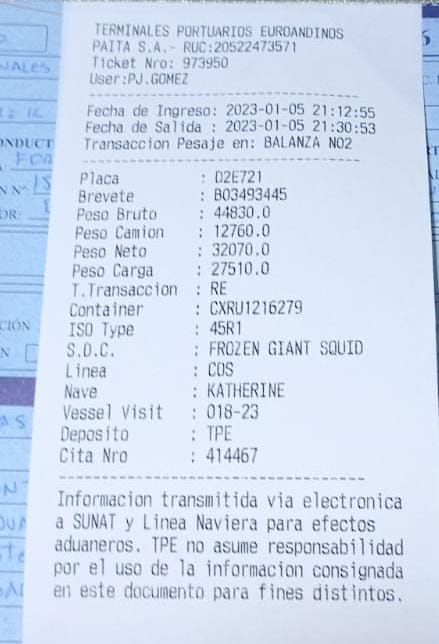 TERMINALES PORTUARIOS EUROANDINOS
PAITA S.A.- RUC:20522473571
Ticket Nro: 973950
User:PJ.GOMEZ
Fecha de Ingreso: 2023-01-05 21:12:55
Fecha de Salida : 2023-01-05 21:30:53
Transaccion Pesaje en: BALANZA NO2
Placa : D2E721
Brevete : B03493445
Peso Bruto : 44830.0
Peso Camion : 12760.0
Peso Neto : 32070.0
Peso Carga : 27510.0
T.Transaccion : RE
Container : CXRU1216279
ISO Type : 45R1
S.D.C. : FROZEN GIANT SQUID
Linea : COS
Nave : KATHERINE
Vessel Visit : 018-23
Deposito : TPE
Cita Nro : 414467
Informacion transmitida via electronica
a SUNAT y Linea Naviera para efectos
aduaneros. TPE no asume responsabilidad
por el uso de la informacion consignada
en este documento para fines distintos.